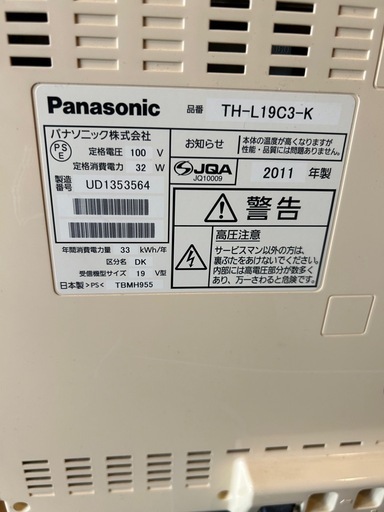 Panasonic
品番 TH-L19C3-K
パナソニック株式会社
PS
E
定格電圧 100 V
定格消費電力 32 W
製造
番号 UD1353564
お知らせ
本体の温度が高くなりますが
性能・品質には問題ありません
JQA
JQ10009
2011 年製
警告
高圧注意
サービスマン以外の方は、
裏ぶたをあけないでください。
内部には高電圧部分が数多く
あり、万一さわると危険です。
年間消費電力量 33 kWh/年
区分名 DK
受信機型サイズ 19 V型
日本製 >PS< TBMH955